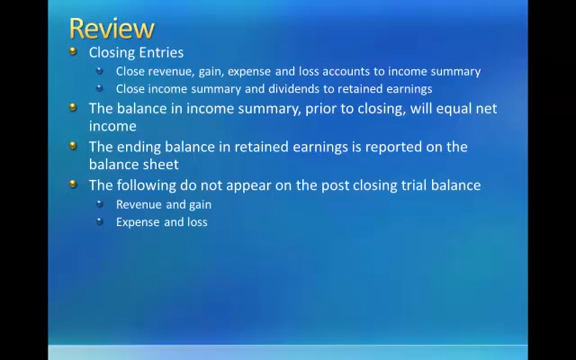 Review
Closing Entries
Close revenue, gain, expense and loss accounts to income summary
Close income summary and dividends to retained earnings
The balance in income summary, prior to closing, will equal net
income
The ending balance in retained earnings is reported on the
balance sheet
The following do not appear on the post closing trial balance
Revenue and gain
Expense and loss